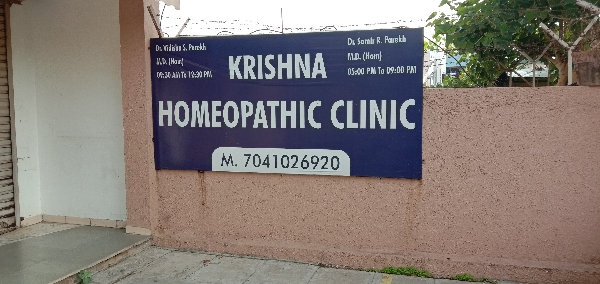 Dr. Vidisha S. Parekh
M.D. (Hom)
09:30 AM To 12:30 PM
KRISHNA
Dr. Samir R. Parekh
M.D. (Hom)
05:00 PM To 09:00 PM
HOMEOPATHIC CLINIC
M. 7041026920